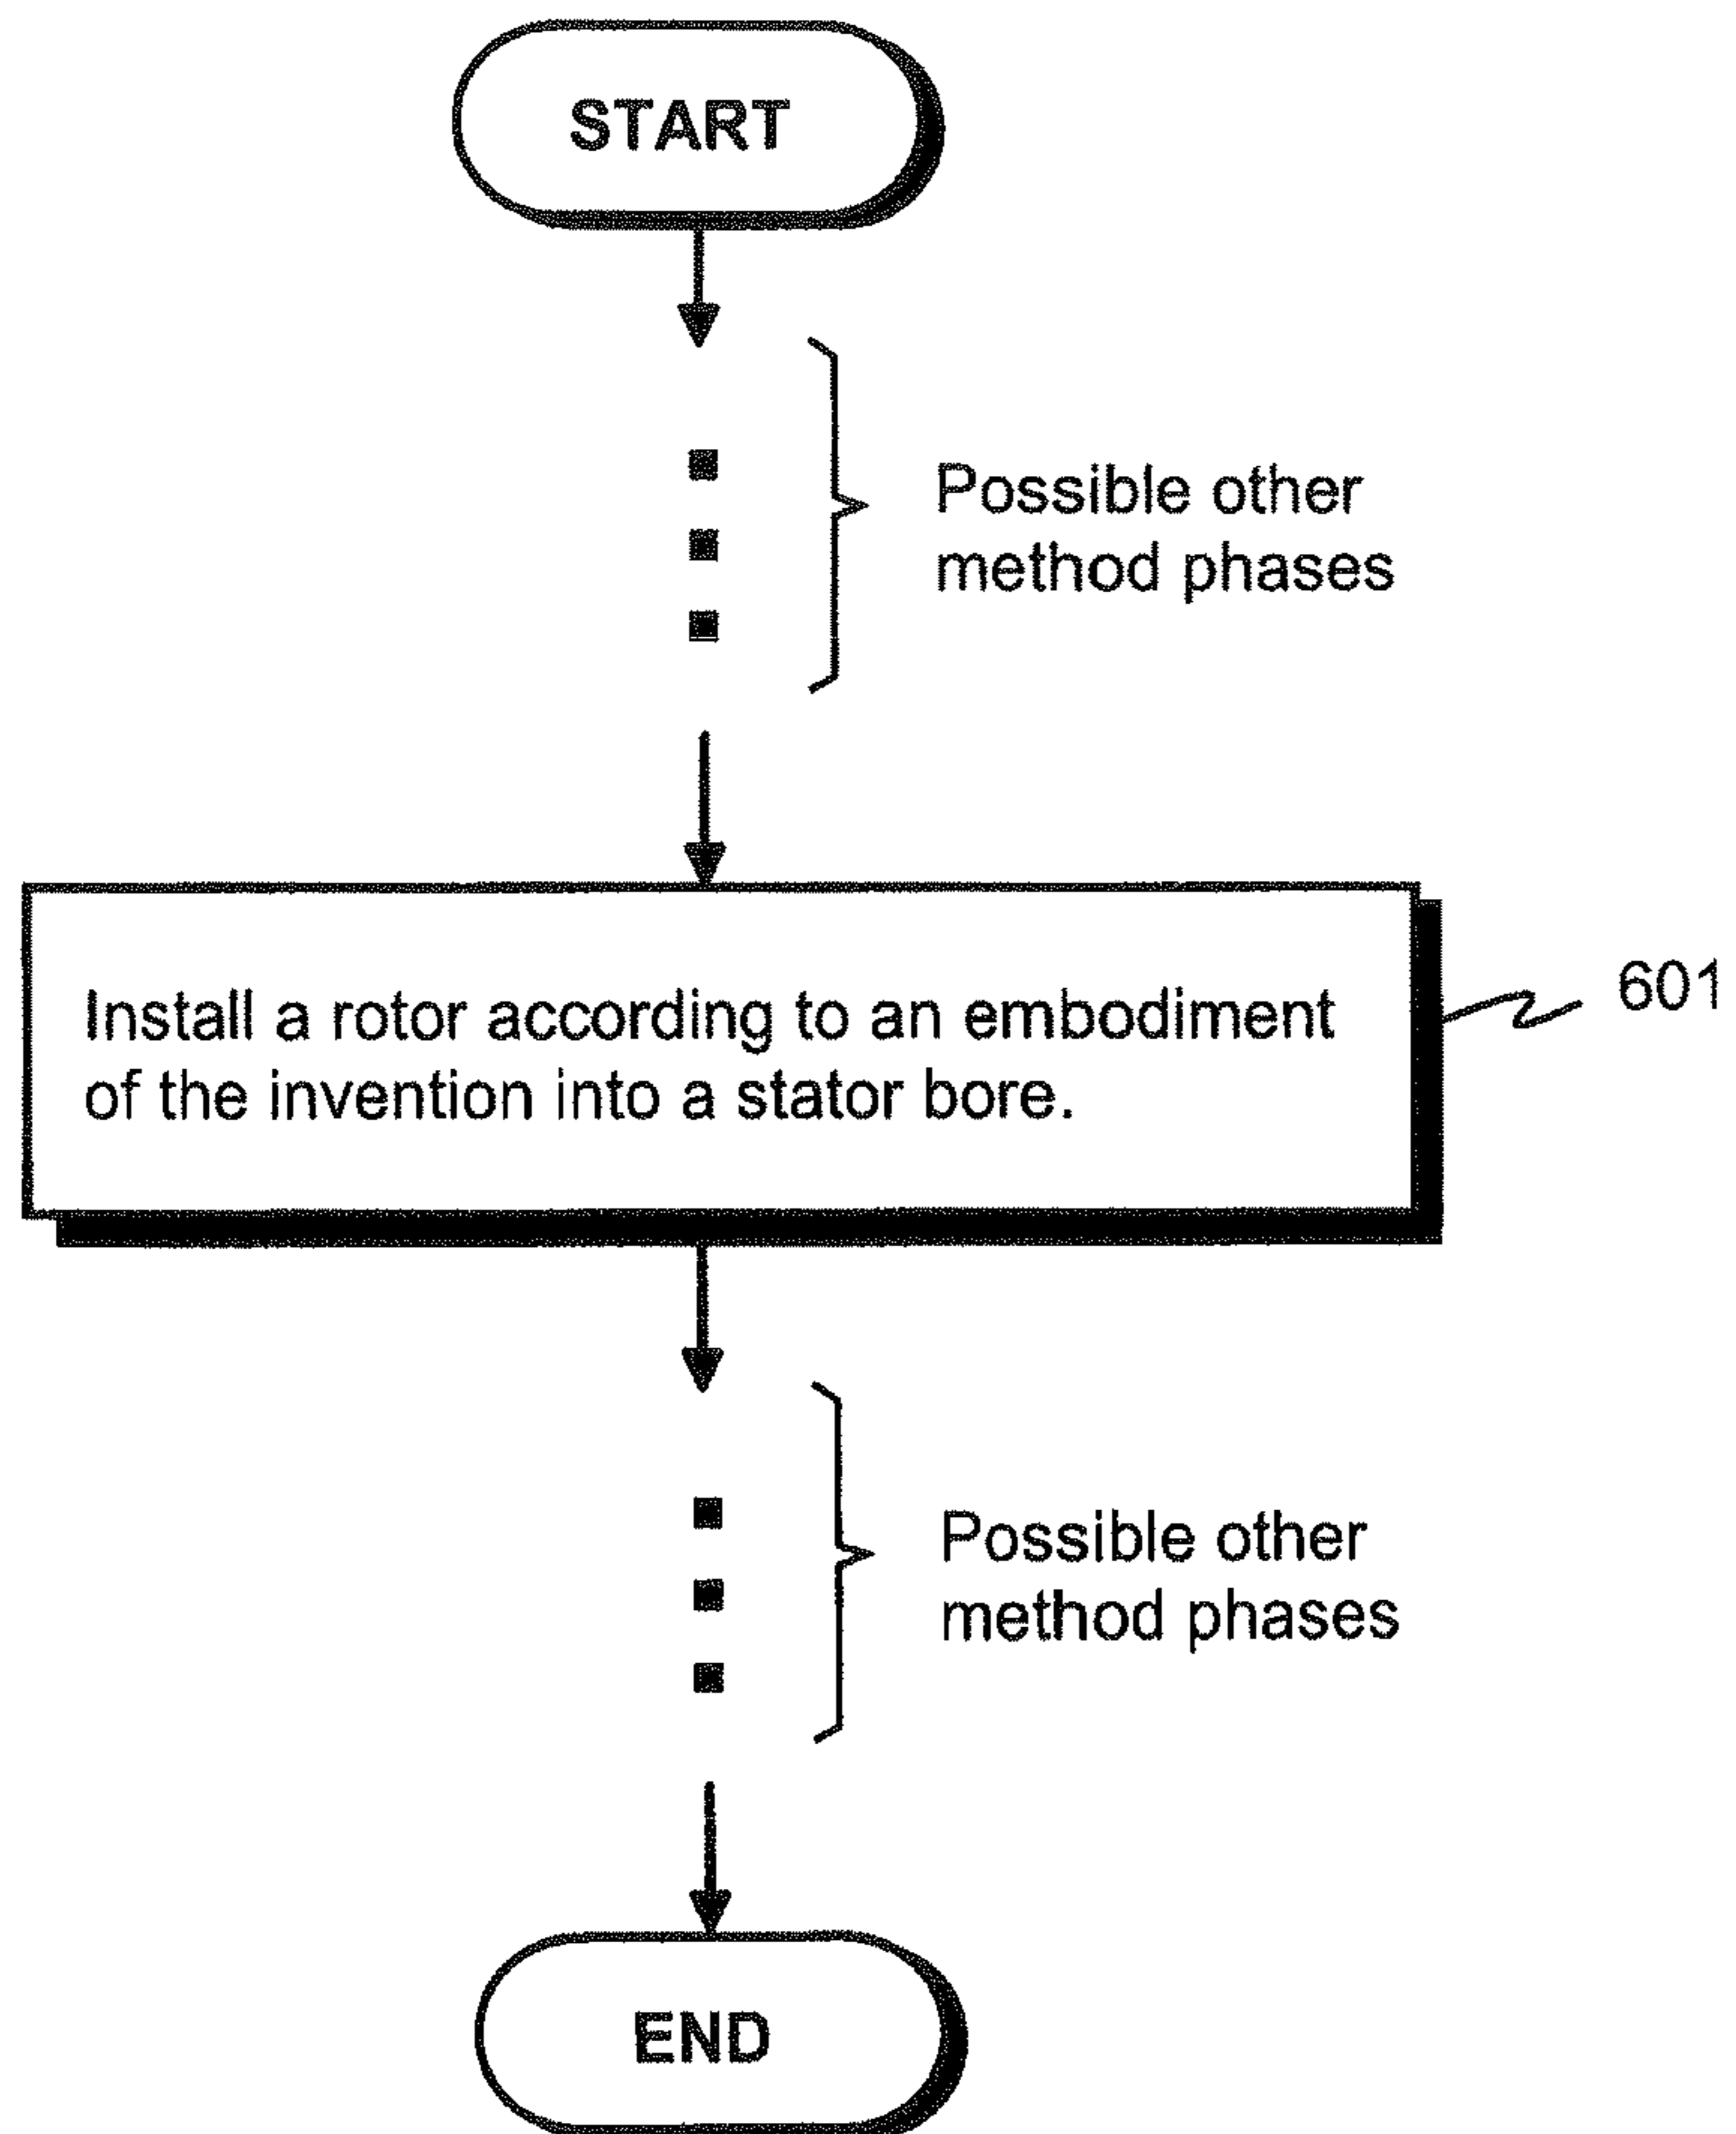 START
Possible other
method phases
Install a rotor according to an embodiment
of the invention into a stator bore.
601
Possible other
method phases
END